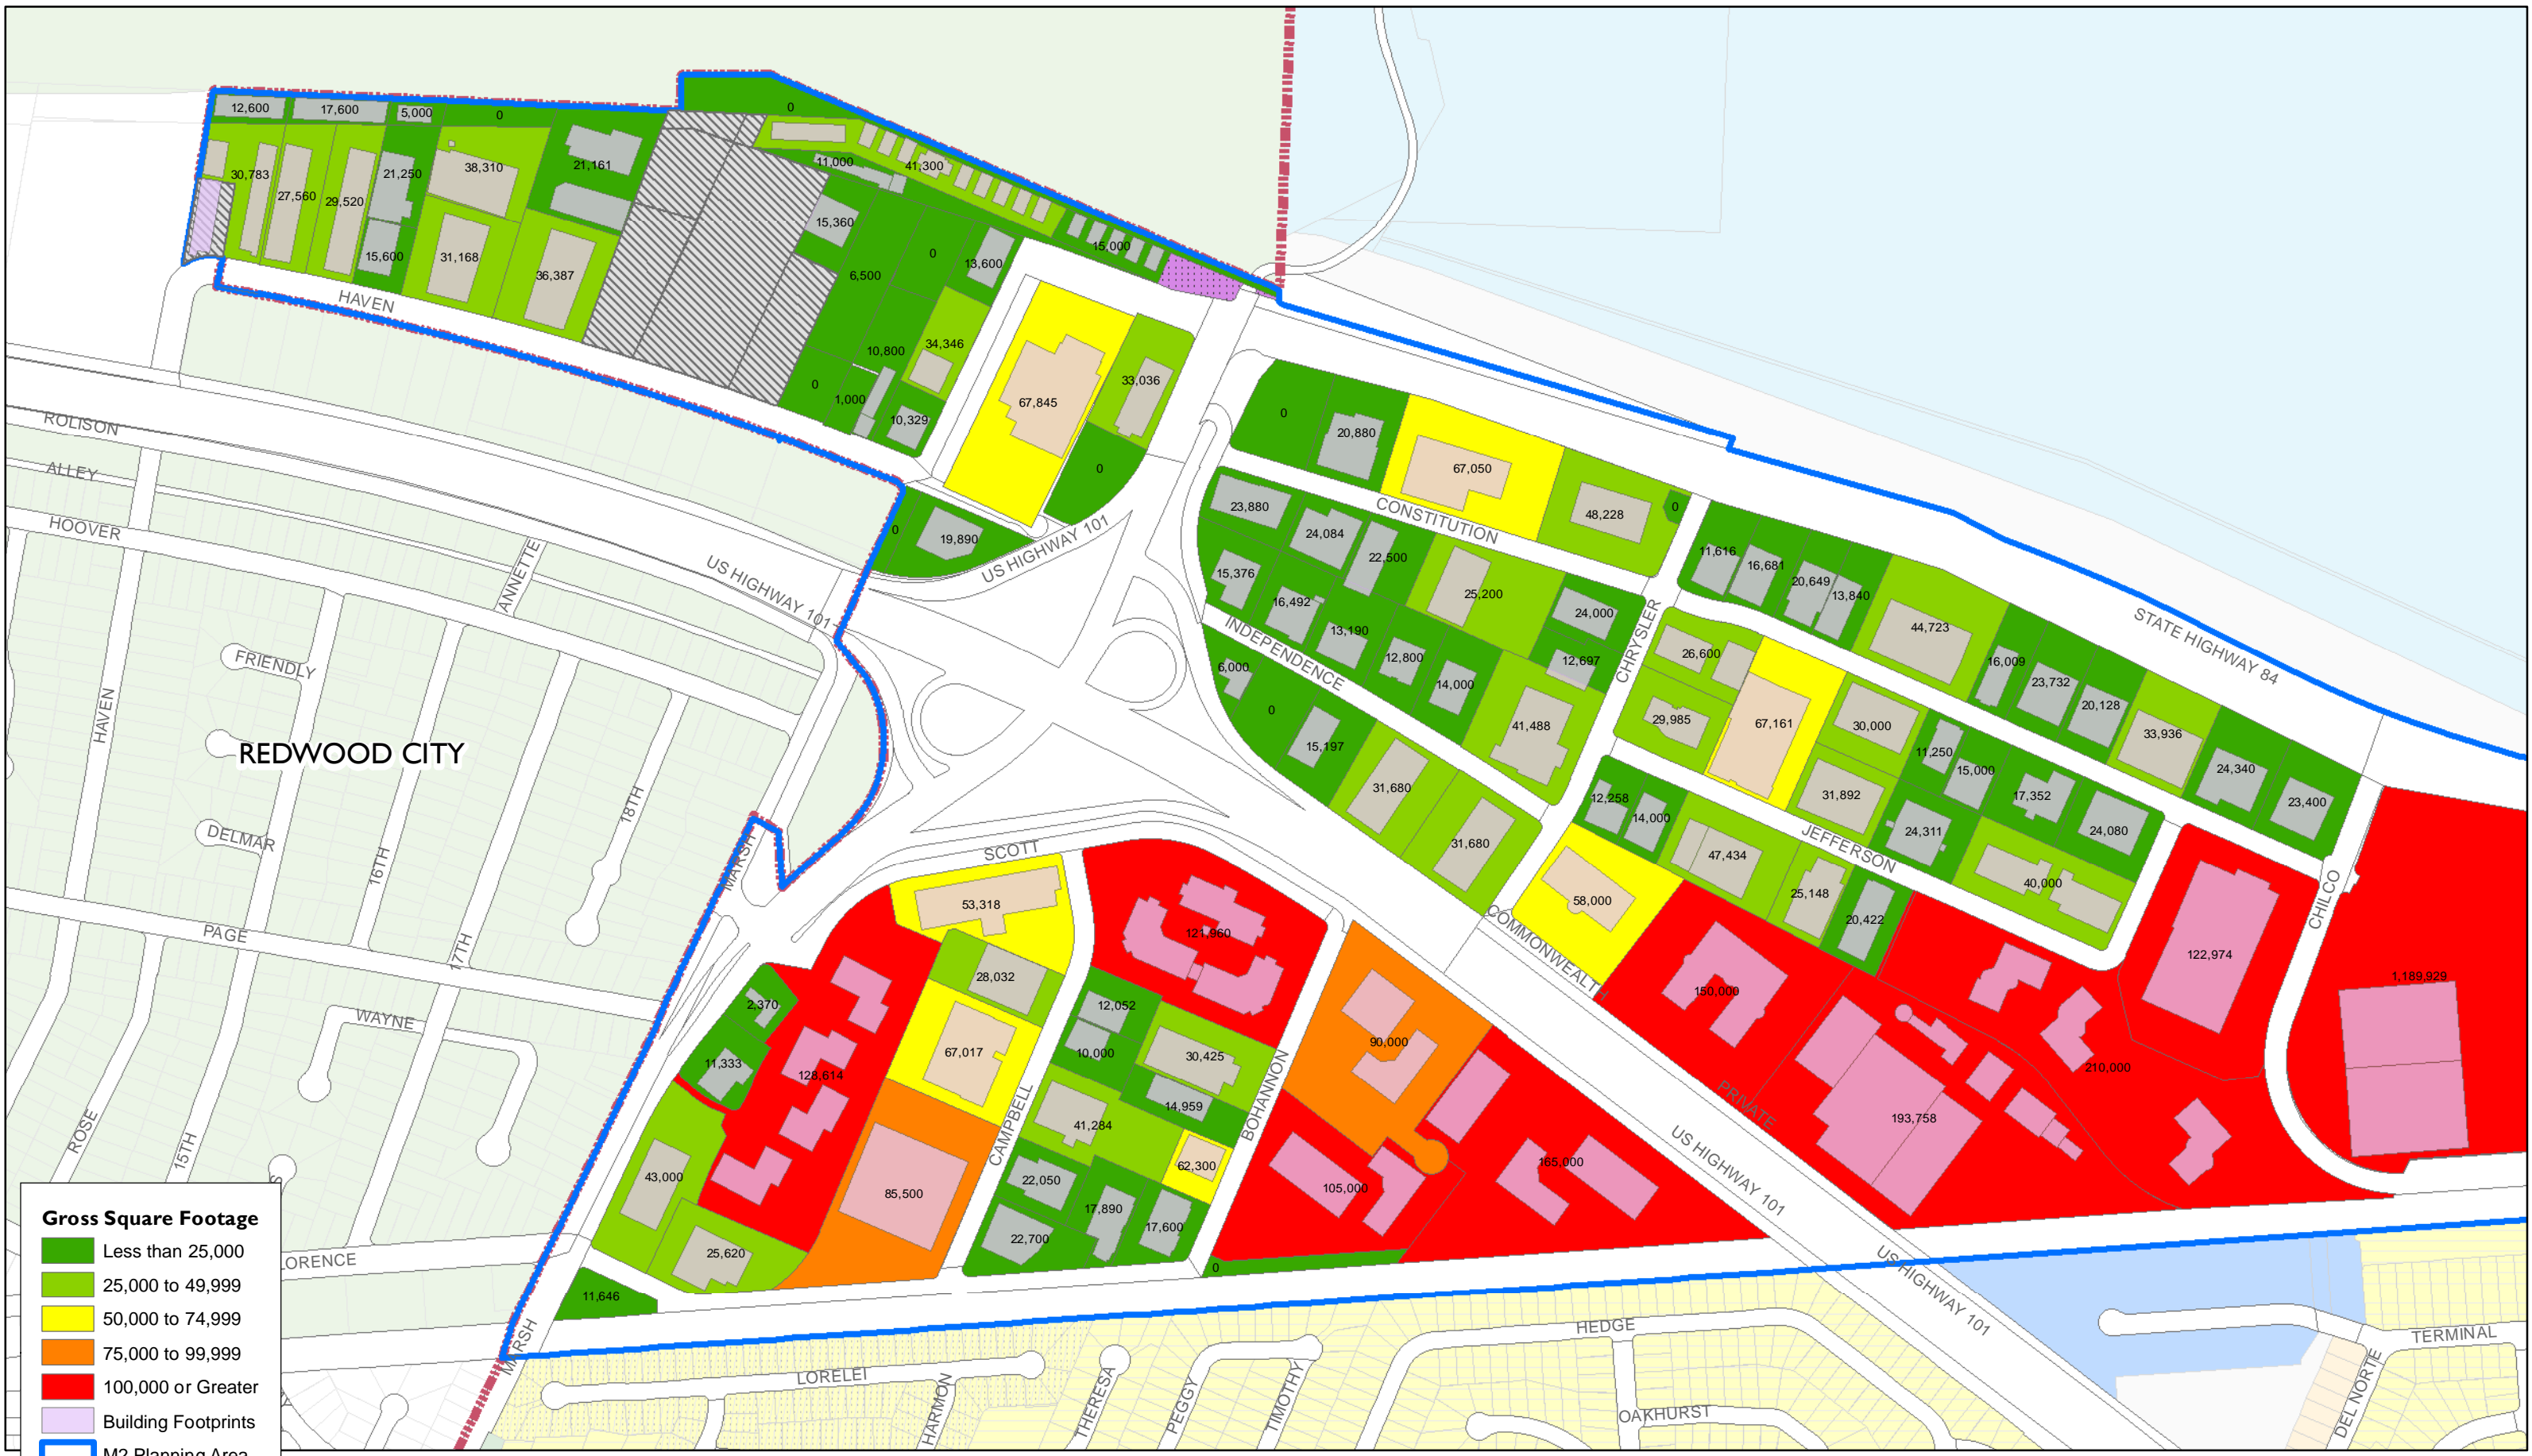 12,600
17,600
5,000
0
0
30,783
27,560
29,520
21,250
38,310
21,161
11,000
41,300
15,600
31,168
36,387
15,360
0
13,600
15,000
6,500
HAVEN
10,800
34,346
0
1,000
10,329
67,845
33,036
0
0
19,890
US HIGHWAY 101
US HIGHWAY 101
ROLISON
ALLEY
HOOVER
ANNETTE
FRIENDLY
HAVEN
REDWOOD CITY
DELMAR
16TH
18TH
17TH
PAGE
WAYNE
ROSE
15TH
MARSH
0
20,880
67,050
48,228
0
CONSTITUTION
23,880
24,084
22,500
25,200
24,000
15,376
16,492
13,190
12,800
14,000
12,697
41,488
INDEPENDENCE
CHRYSLER
6,000
0
15,197
31,680
31,680
11,616
16,681
20,649
13,840
44,723
16,009
23,732
20,128
33,936
24,340
23,400
STATE HIGHWAY 84
26,600
29,985
67,161
30,000
31,892
11,250
15,000
17,352
24,080
24,311
40,000
JEFFERSON
12,258
14,000
47,434
25,148
20,422
58,000
COMMONWEALTH
CHILCO
122,974
1,189,929
150,000
210,000
193,758
PRIVATE
US HIGHWAY 101
US HIGHWAY 101
SCOTT
53,318
28,032
67,017
2,370
11,333
128,614
43,000
25,620
85,500
11,646
CAMPBELL
121,960
12,052
10,000
30,425
14,959
41,284
62,300
22,050
17,890
17,600
22,700
BOHANNON
90,000
105,000
165,000
0
MARSH
LORENCE
LORELEI
HARMON
THERESA
PEGGY
TIMOTHY
HEDGE
OAKHURST
TERMINAL
DEL NORTE
Gross Square Footage
Less than 25,000
25,000 to 49,999
50,000 to 74,999
75,000 to 99,999
100,000 or Greater
Building Footprints
M2 Planning Area